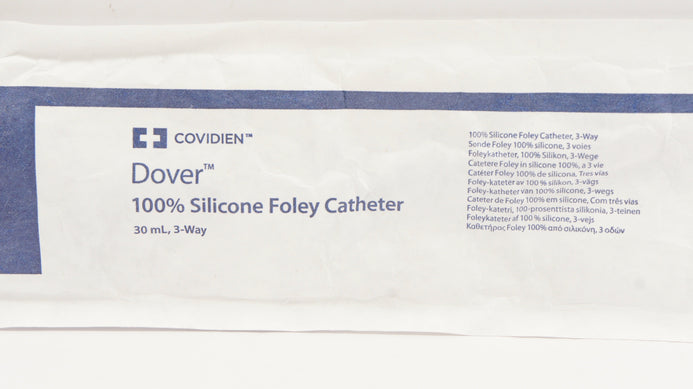 COVIDIEN™
Dover™
100% Silicone Foley Catheter
30 mL, 3-Way
100% Silicone Foley Catheter, 3-Way
Sonde Foley 100% silicone, 3 voies
Foleykatheter, 100% Silikon, 3-Wege
Catetere Foley in silicone 100%, a 3 vie
Catéter Foley 100% de silicona, Tres vías
Foley-kateter av 100 % silikon, 3-vägs
Foley-katheter van 100% silicone, 3-wegs
Cateter de Foley 100% em silicone, Com três vias
Foley-katetri, 100-prosenttista silikonia, 3-teinen
Foleykateter af 100 % silicone, 3-vejs
Καθετήρος Foley 100% από σιλικόνη, 3 οδών